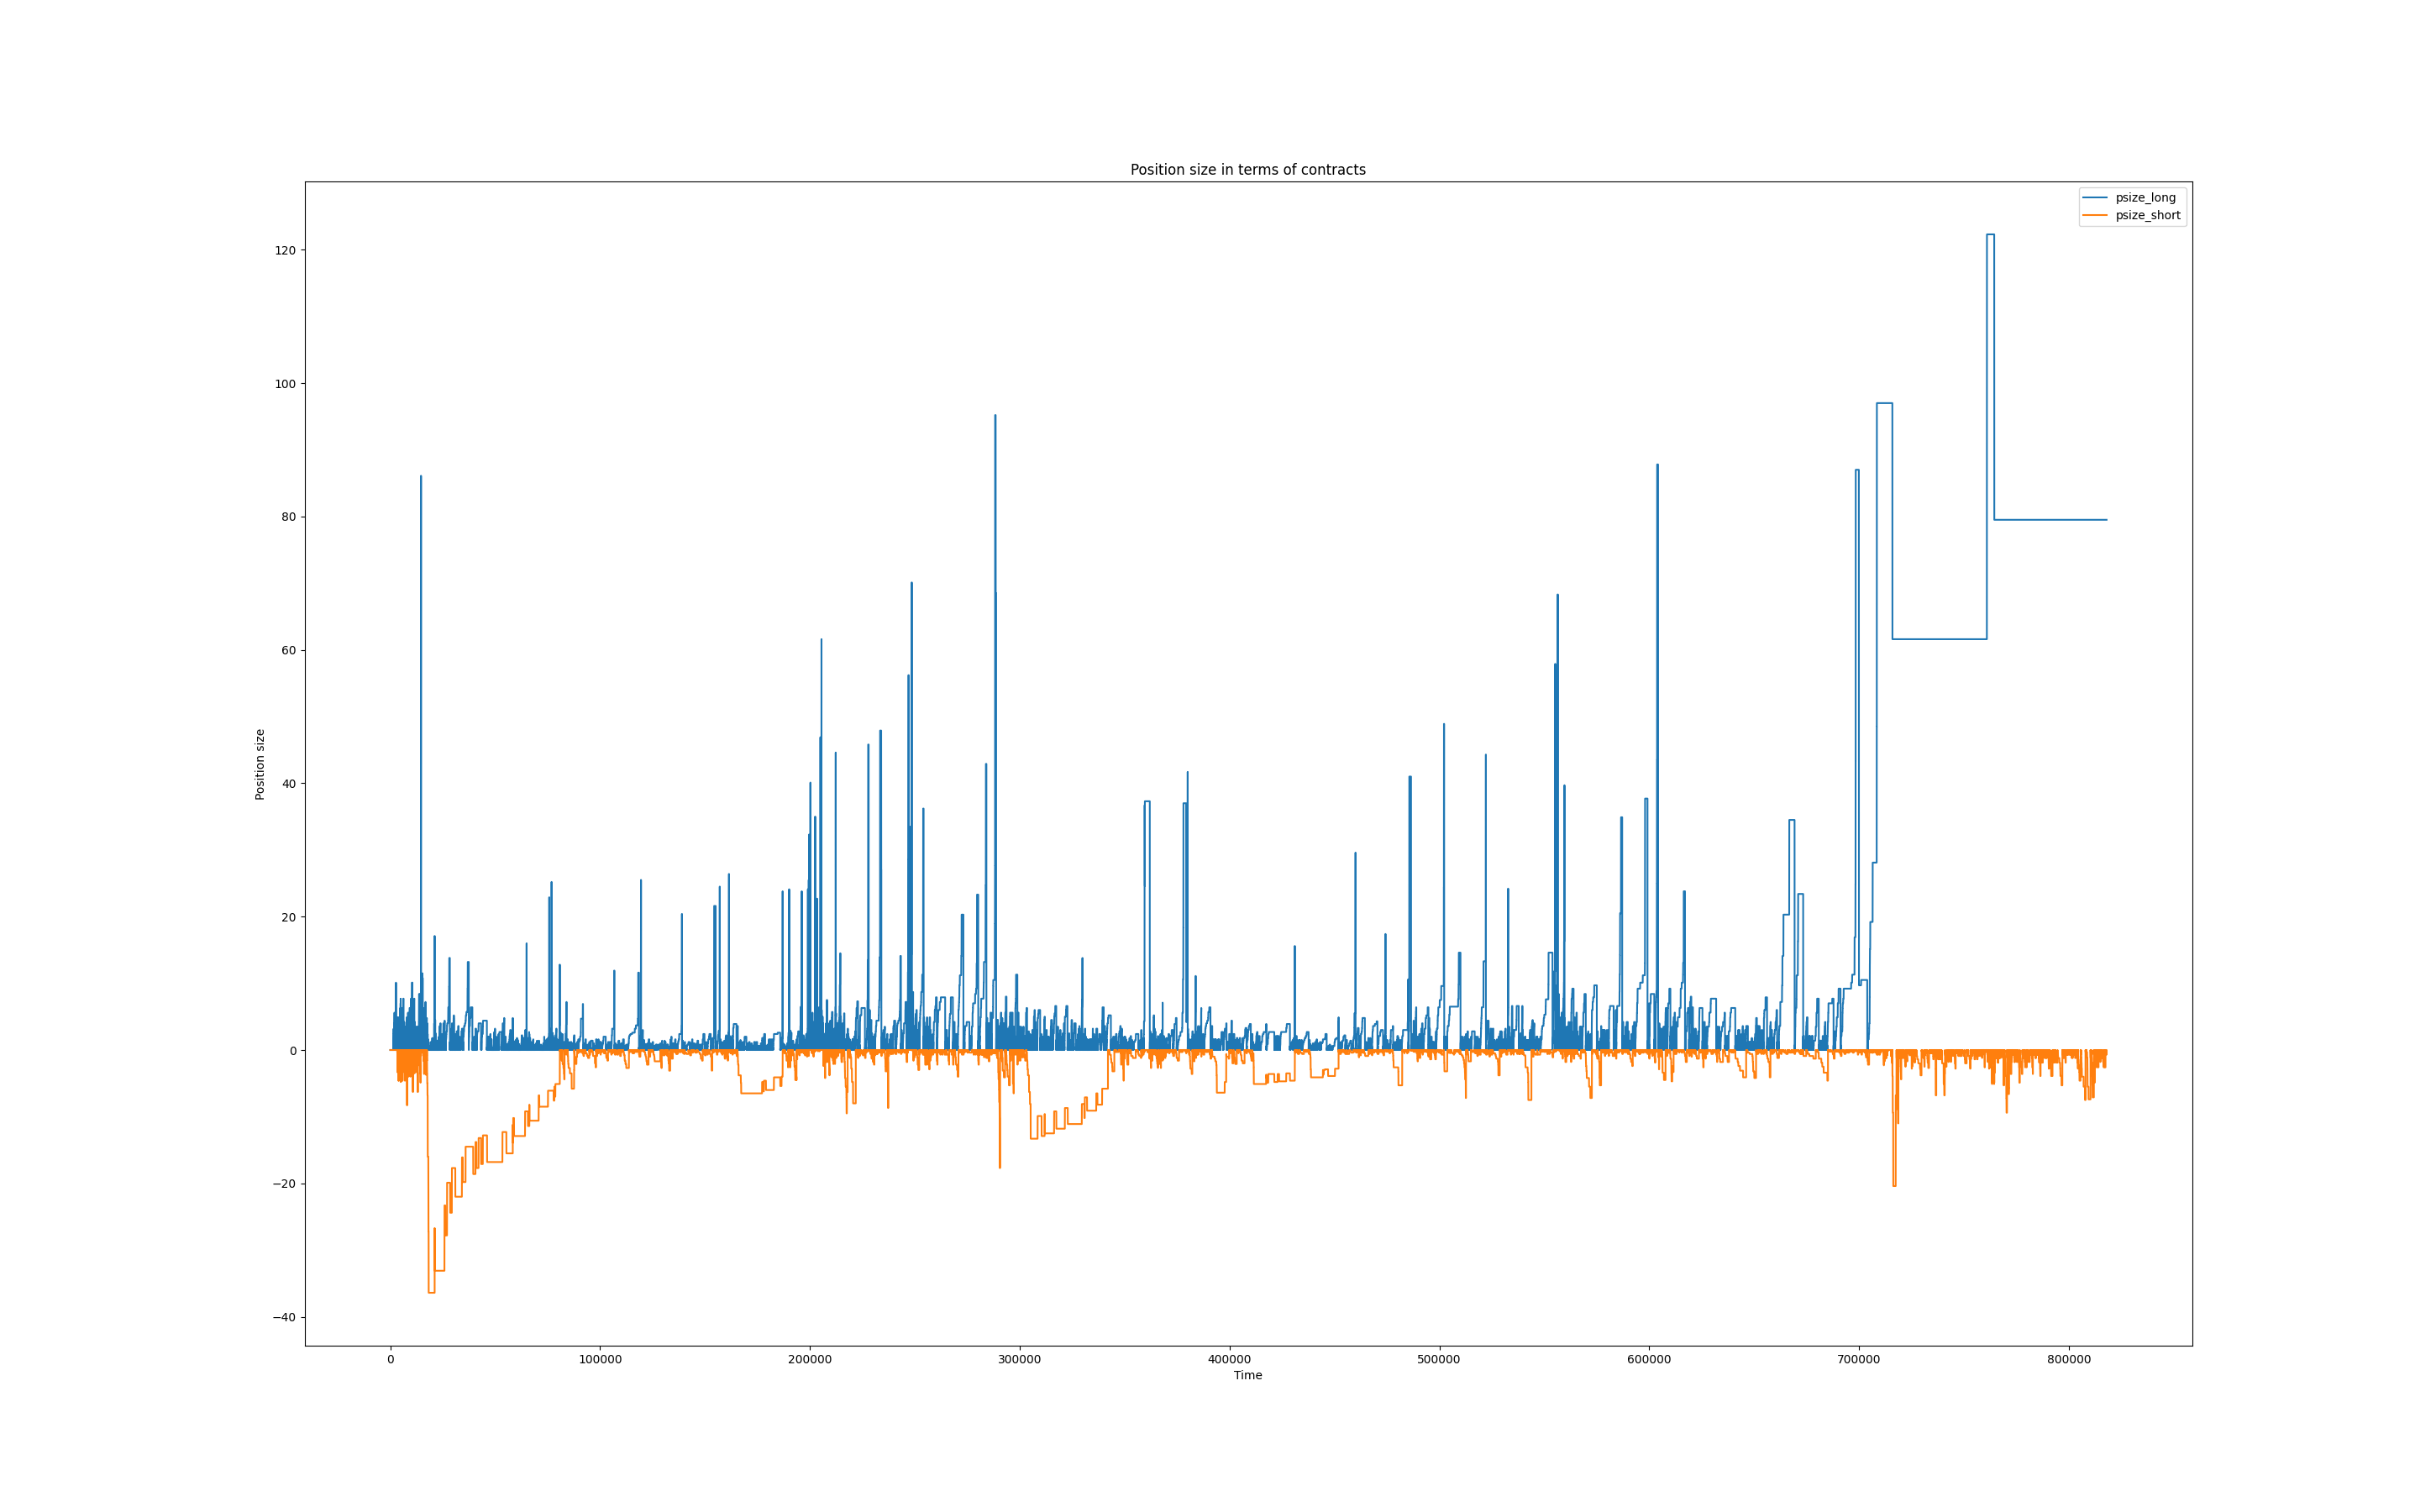 Position size in terms of contracts
psize_long
psize_short
120
100
80
60
40
20
0
−20
−40
Position size
0 100000 200000 300000 400000 500000 600000 700000 800000
Time